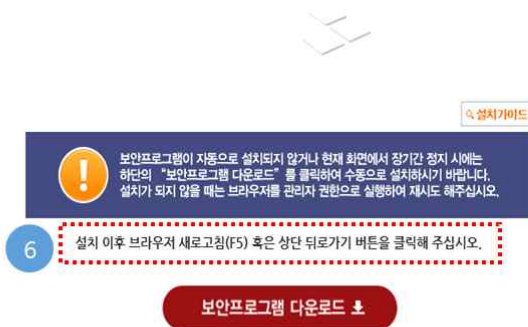 설치가이드
보안프로그램이 자동으로 설치되지 않거나 현재 화면에서 장기간 정지 시에는
하단의 "보안프로그램 다운로드" 를 클릭하여 수동으로 설치하시기 바랍니다.
설치가 되지 않을 때는 브라우저를 관리자 권한으로 실행하여 재시도 해주십시오.
6
설치 이후 브라우저 새로고침(F5) 혹은 상단 뒤로가기 버튼을 클릭해 주십시오.
보안프로그램 다운로드